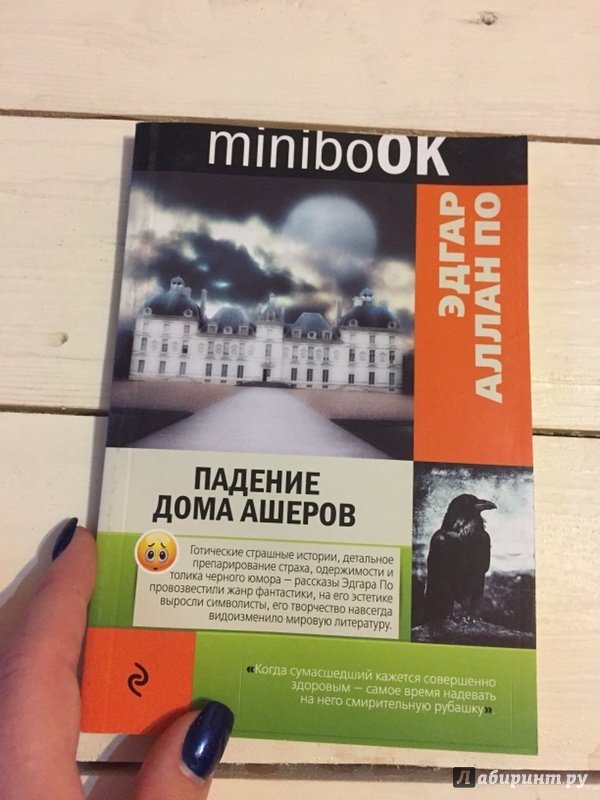 minibooK
ЭДГАР
АЛЛАН ПО
ПАДЕНИЕ
ДОМА АШЕРОВ
Готические страшные истории, детальное
препарирование страха, одержимости и
толика черного юмора – рассказы Эдгара По
провозвестили жанр фантастики, на его эстетике
выросли символисты, его творчество навсегда
видоизменило мировую литературу.
«Когда сумасшедший кажется совершенно
здоровым – самое время надевать
на него смирительную рубашку».
Лабиринт.ру